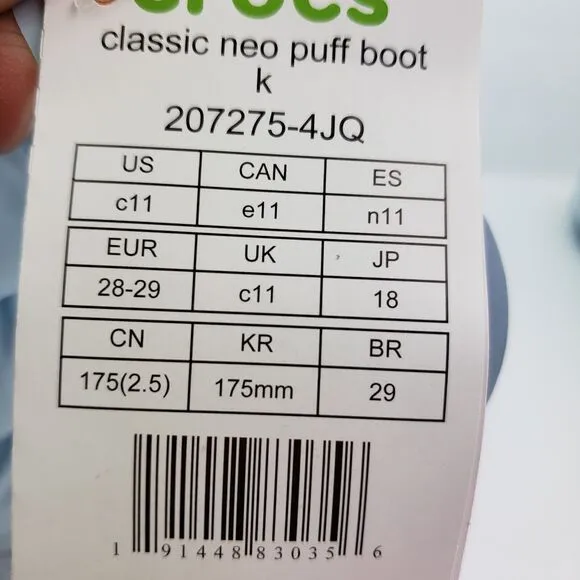 crocs
classic neo puff boot
k
207275-4JQ
US CAN ES
c11 e11 n11
EUR UK JP
28-29 c11 18
CN KR BR
175(2.5) 175mm 29
1 91448 83035 6